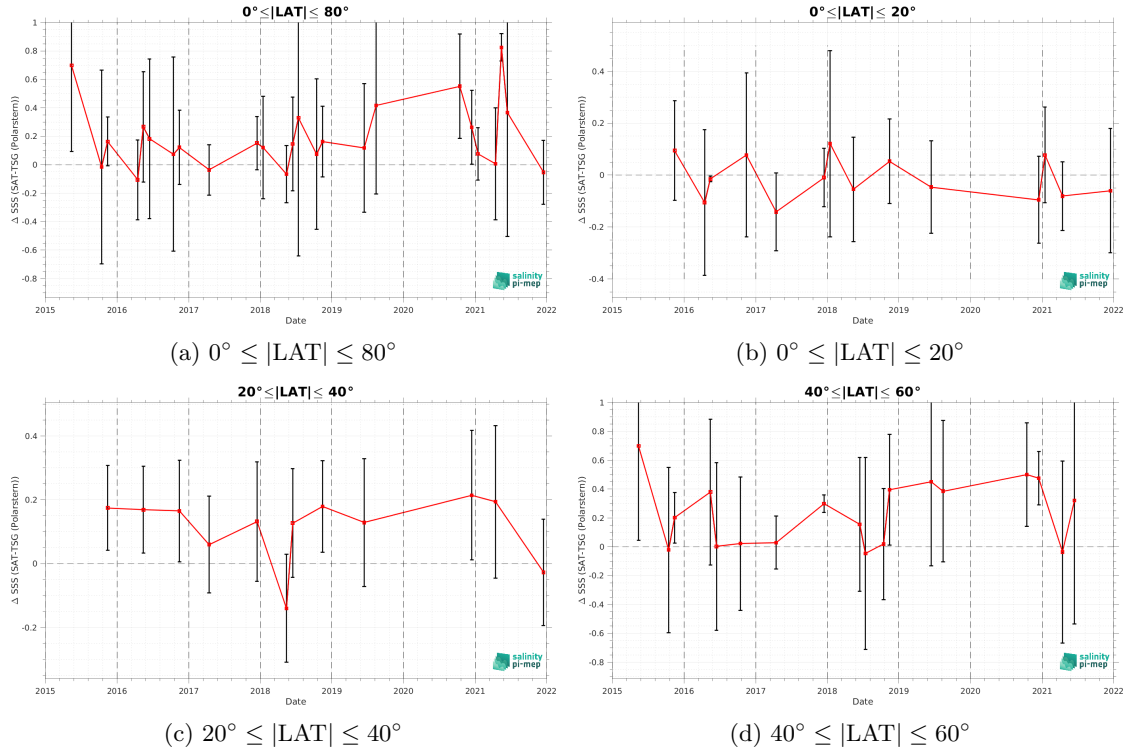 0°≤|LAT|≤ 80°
Δ SSS (SAT-TSG (Polarstern))
1
0.8
0.6
0.4
0.2
0
-0.2
-0.4
-0.6
-0.8
2015 2016 2017 2018 2019 2020 2021 2022
Date
salinity
pi-mep
(a) 0° ≤ |LAT| ≤ 80°
0°≤|LAT|≤ 20°
Δ SSS (SAT-TSG (Polarstern))
0.4
0.2
0
-0.2
-0.4
2015 2016 2017 2018 2019 2020 2021 2022
Date
salinity
pi-mep
(b) 0° ≤ |LAT| ≤ 20°
20°≤|LAT|≤ 40°
Δ SSS (SAT-TSG (Polarstern))
0.4
0.2
0
-0.2
2015 2016 2017 2018 2019 2020 2021 2022
Date
salinity
pi-mep
(c) 20° ≤ |LAT| ≤ 40°
40°≤|LAT|≤ 60°
Δ SSS (SAT-TSG (Polarstern))
1
0.8
0.6
0.4
0.2
0
-0.2
-0.4
-0.6
-0.8
2015 2016 2017 2018 2019 2020 2021 2022
Date
salinity
pi-mep
(d) 40° ≤ |LAT| ≤ 60°